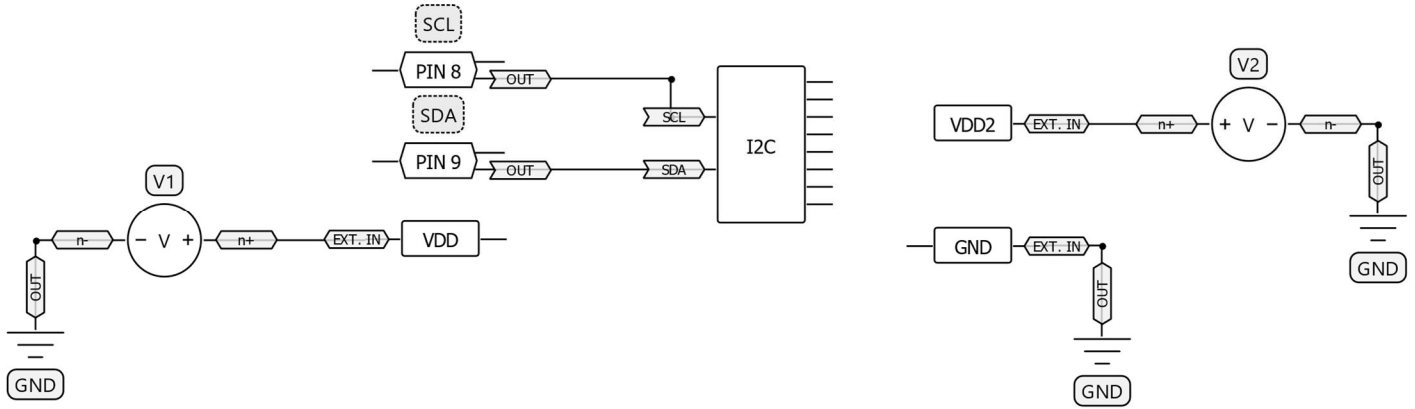 SCL
PIN 8
OUT
SCL
SDA
PIN 9
OUT
SDA
I2C
V1
n-
− V +
n+
EXT. IN
VDD
OUT
GND
V2
VDD2
EXT. IN
n+
+ V −
n-
OUT
GND
GND
EXT. IN
OUT
GND